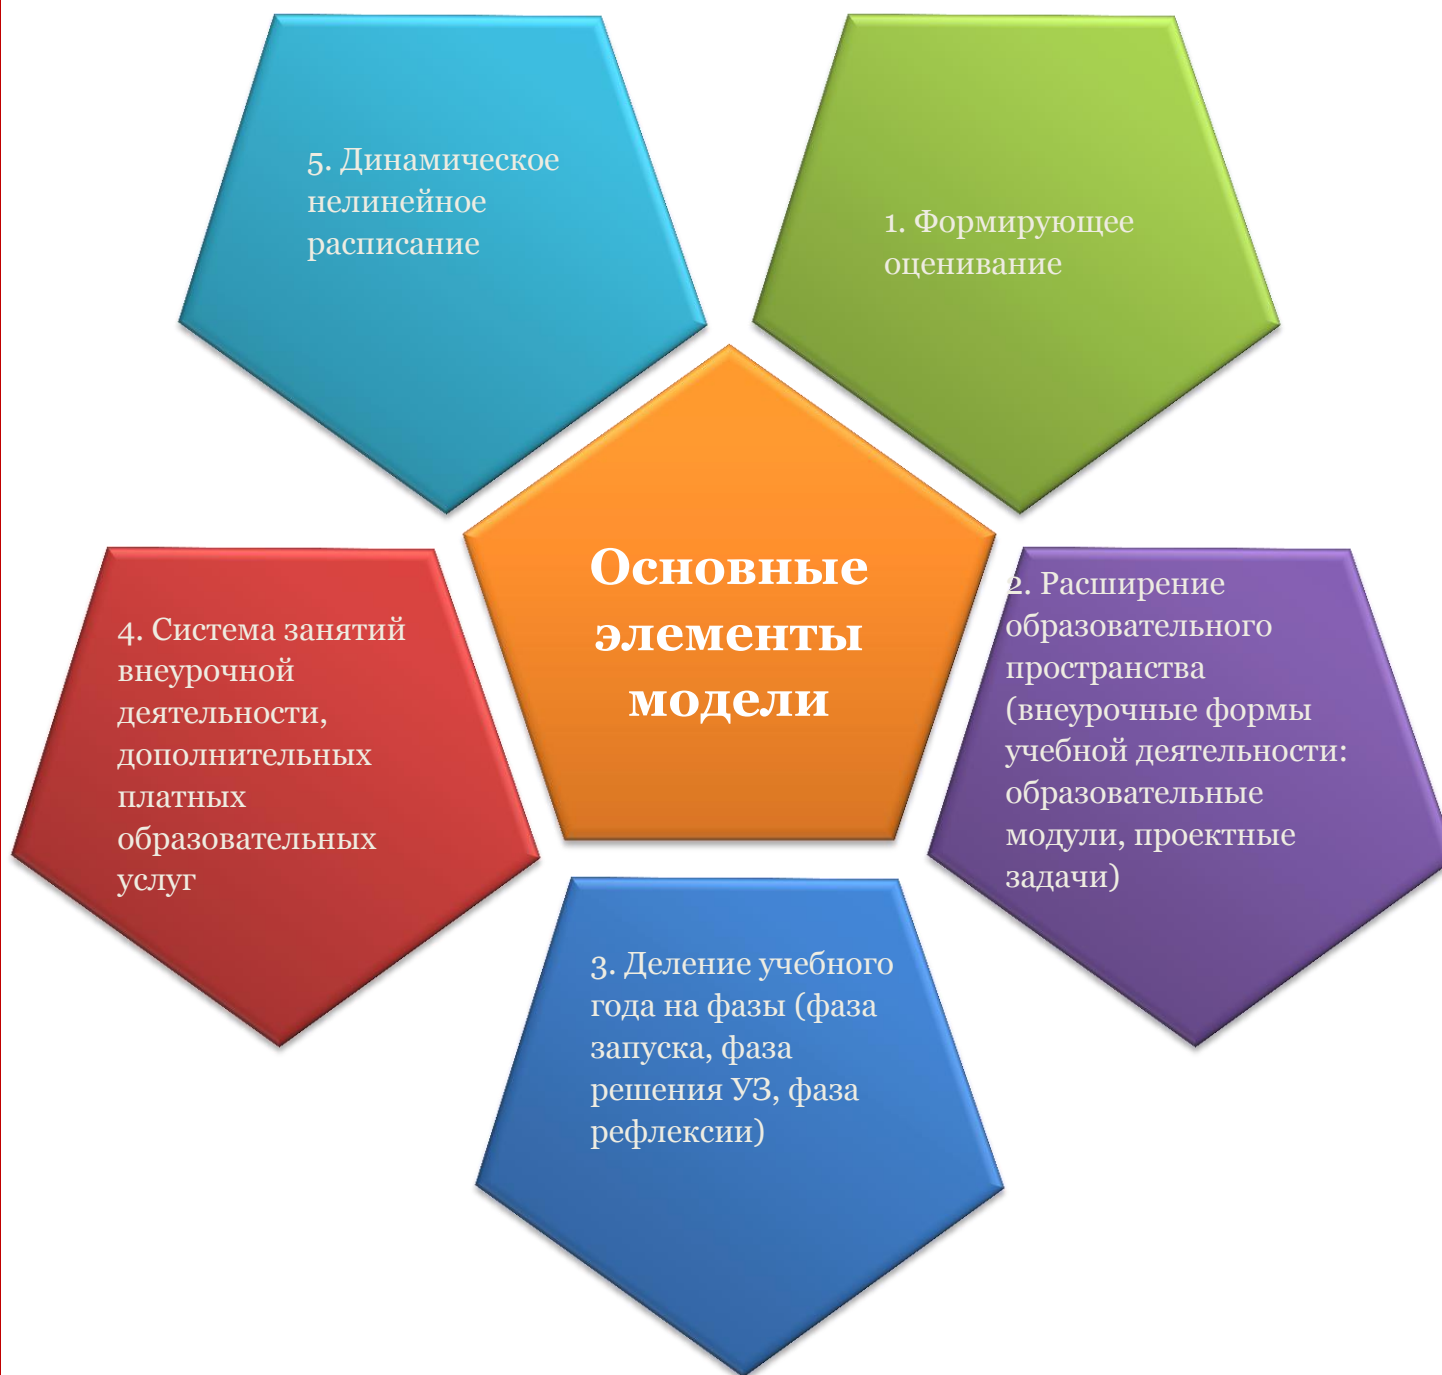 Основные
элементы
модели
1. Формирующее
оценивание
2. Расширение
образовательного
пространства
(внеурочные формы
учебной деятельности:
образовательные
модули, проектные
задачи)
3. Деление учебного
года на фазы (фаза
запуска, фаза
решения УЗ, фаза
рефлексии)
4. Система занятий
внеурочной
деятельности,
дополнительных
платных
образовательных
услуг
5. Динамическое
нелинейное
расписание